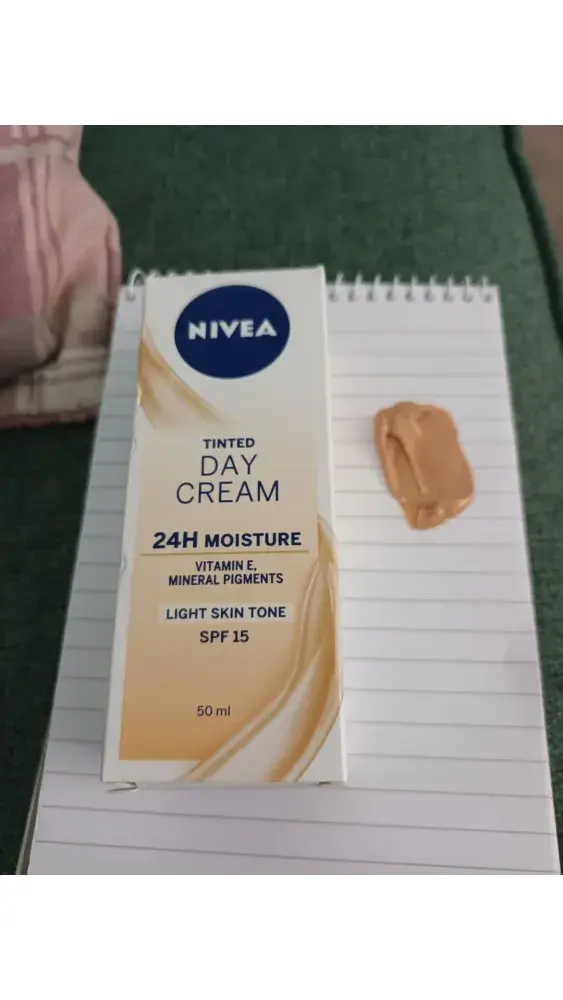 NIVEA
TINTED
DAY
CREAM
24H MOISTURE
VITAMIN E,
MINERAL PIGMENTS
LIGHT SKIN TONE
SPF 15
50 ml